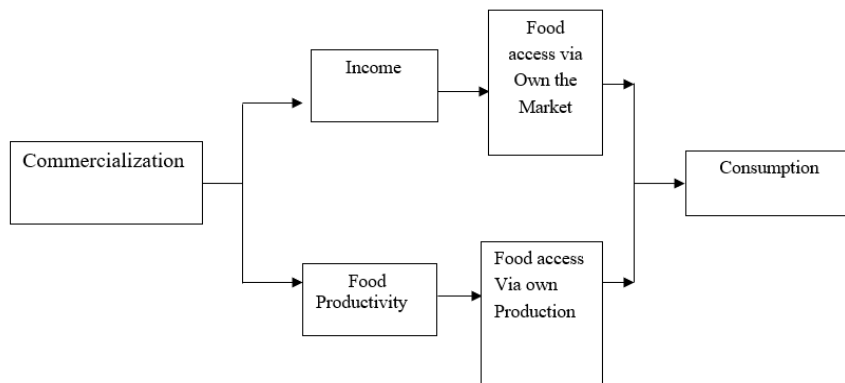 Food
access via
Own the
Market
Income
Commercialization
Consumption
Food
Productivity
Food access
Via own
Production